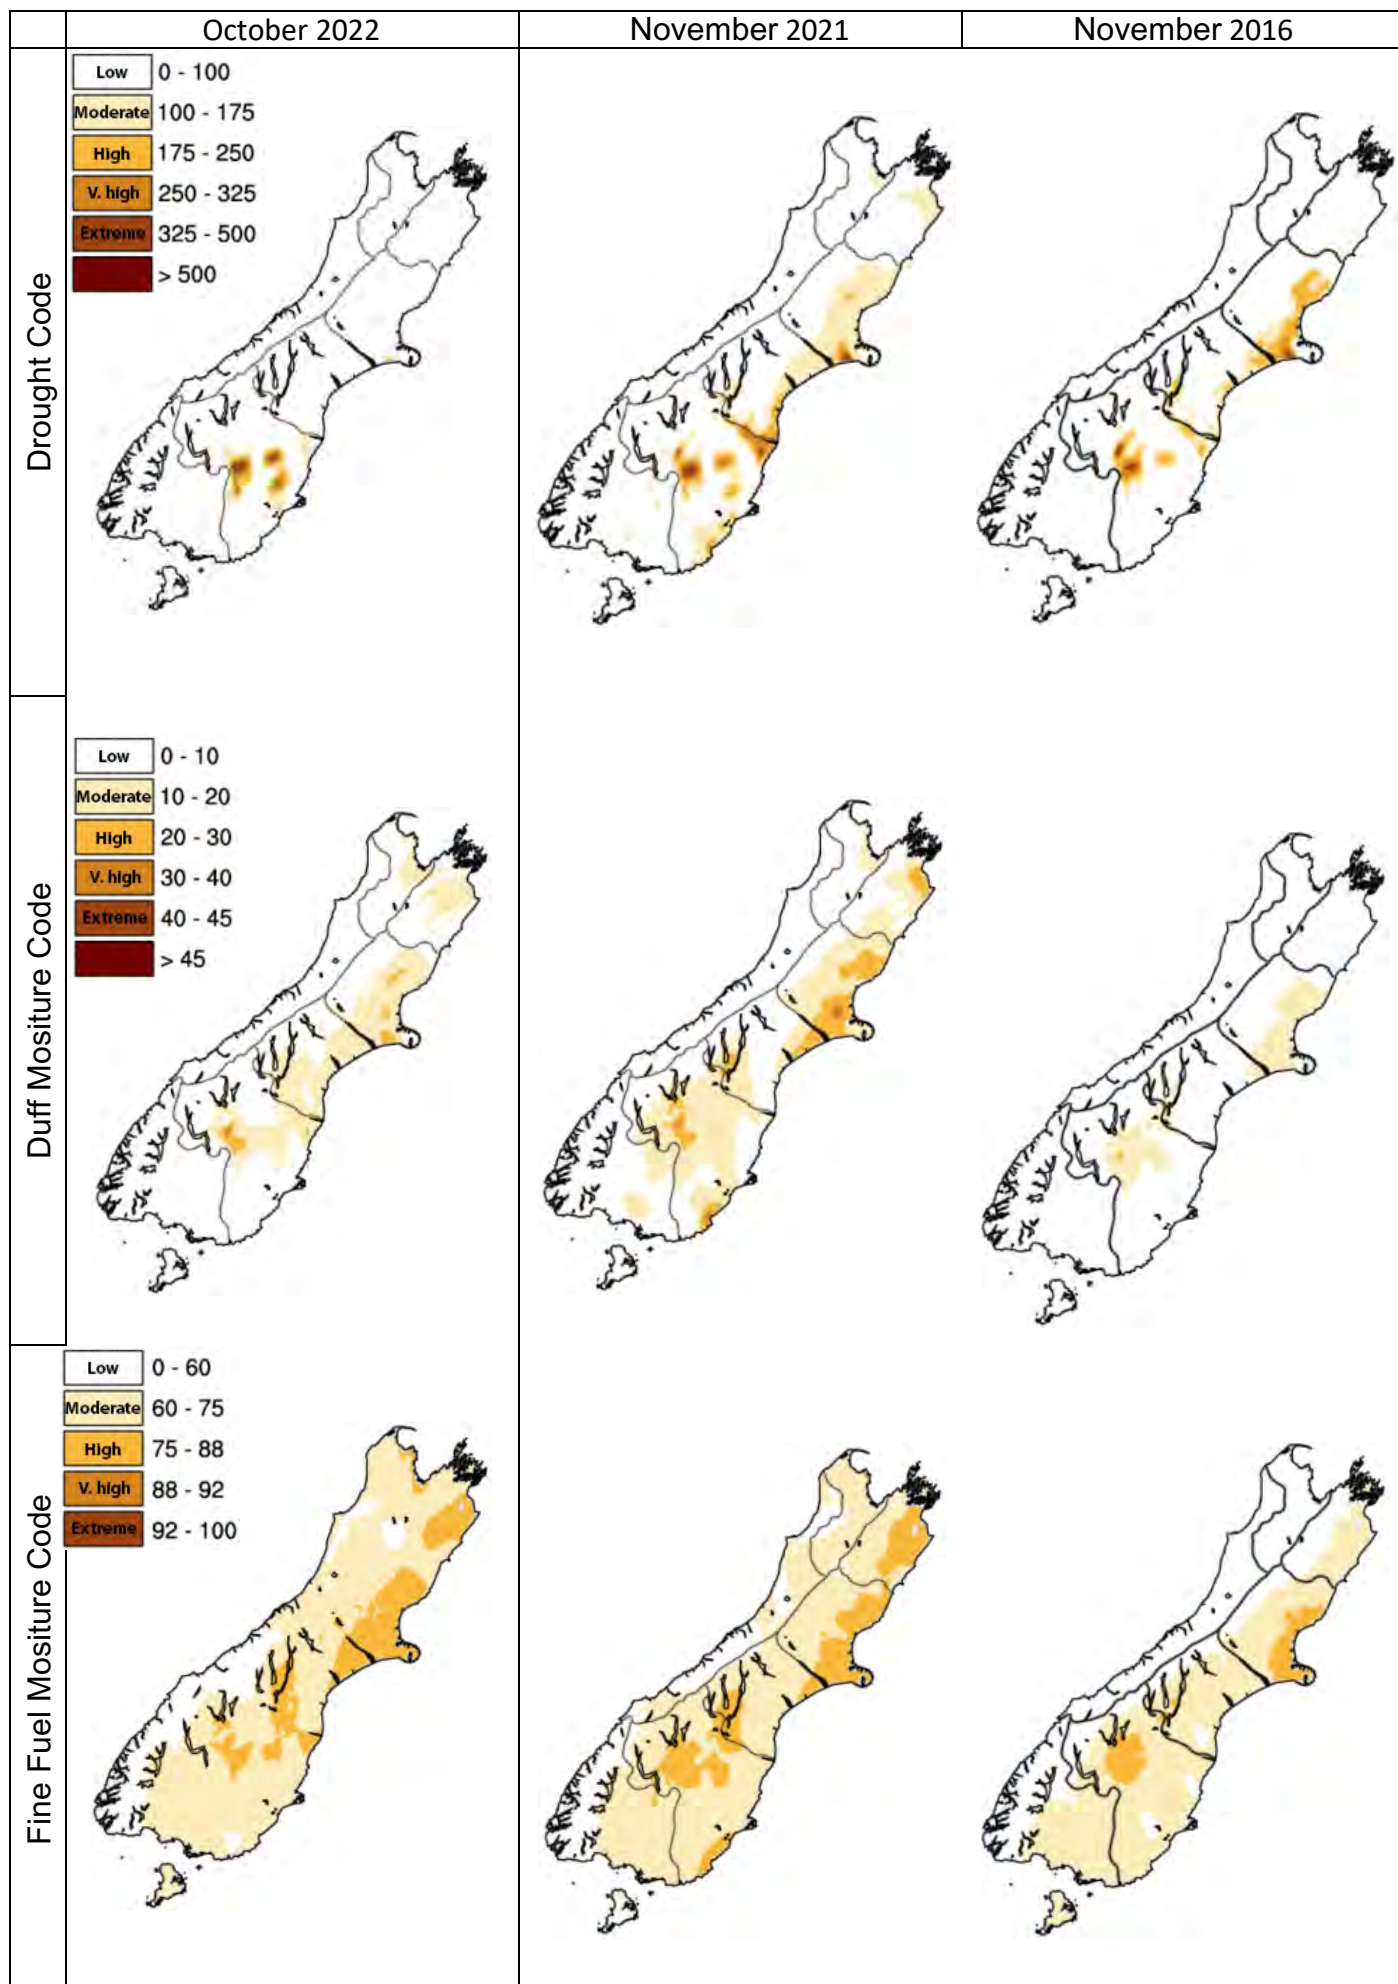 October 2022
November 2021
November 2016
Drought Code
Low 0 - 100
Moderate 100 - 175
High 175 - 250
V. high 250 - 325
Extreme 325 - 500
> 500
Duff Mositure Code
Low 0 - 10
Moderate 10 - 20
High 20 - 30
V. high 30 - 40
Extreme 40 - 45
> 45
Fine Fuel Mositure Code
Low 0 - 60
Moderate 60 - 75
High 75 - 88
V. high 88 - 92
Extreme 92 - 100